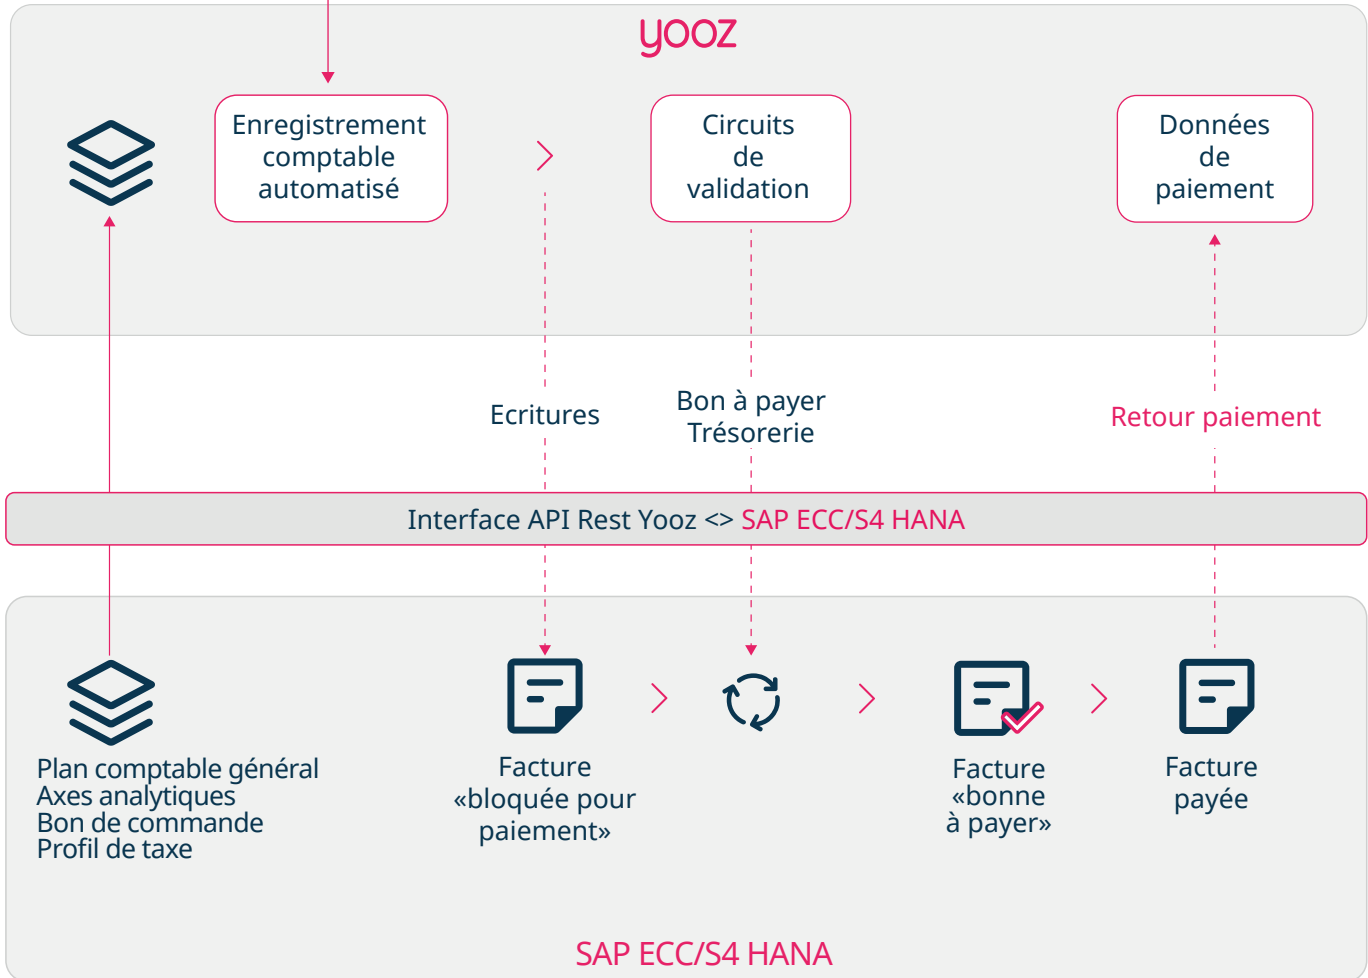 yooz
Enregistrement
comptable
automatisé
Circuits
de
validation
Données
de
paiement
Ecritures
Bon à payer
Trésorerie
Retour paiement
Interface API Rest Yooz <> SAP ECC/S4 HANA
Plan comptable général
Axes analytiques
Bon de commande
Profil de taxe
Facture
«bloquée pour
paiement»
Facture
«bonne
à payer»
Facture
payée
SAP ECC/S4 HANA